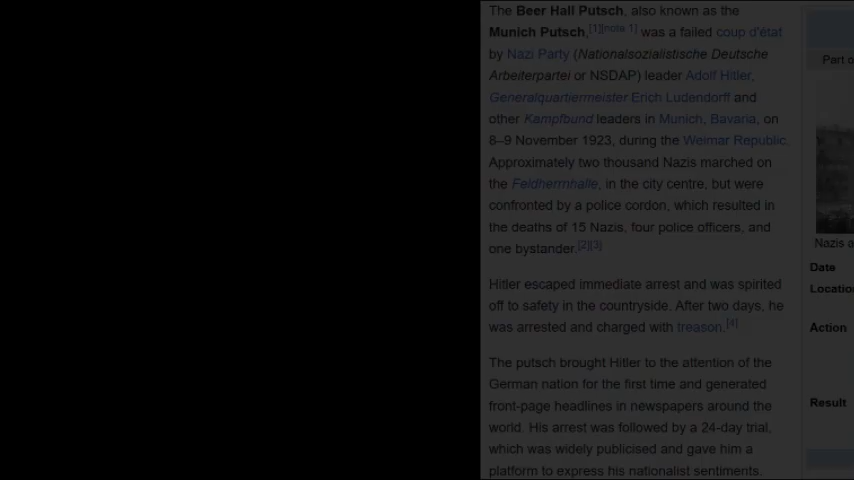 The Beer Hall Putsch, also known as the
Munich Putsch,[1][note 1] was a failed coup d'état
by Nazi Party (Nationalsozialistische Deutsche
Arbeiterpartei or NSDAP) leader Adolf Hitler,
Generalquartiermeister Erich Ludendorff and
other Kampfbund leaders in Munich, Bavaria, on
8–9 November 1923, during the Weimar Republic.
Approximately two thousand Nazis marched on
the Feldherrnhalle, in the city centre, but were
confronted by a police cordon, which resulted in
the deaths of 15 Nazis, four police officers, and
one bystander.[2][3]
Hitler escaped immediate arrest and was spirited
off to safety in the countryside. After two days, he
was arrested and charged with treason.[4]
The putsch brought Hitler to the attention of the
German nation for the first time and generated
front-page headlines in newspapers around the
world. His arrest was followed by a 24-day trial,
which was widely publicised and gave him a
platform to express his nationalist sentiments.
Part o
Nazis a
Date
Locatio
Action
Result